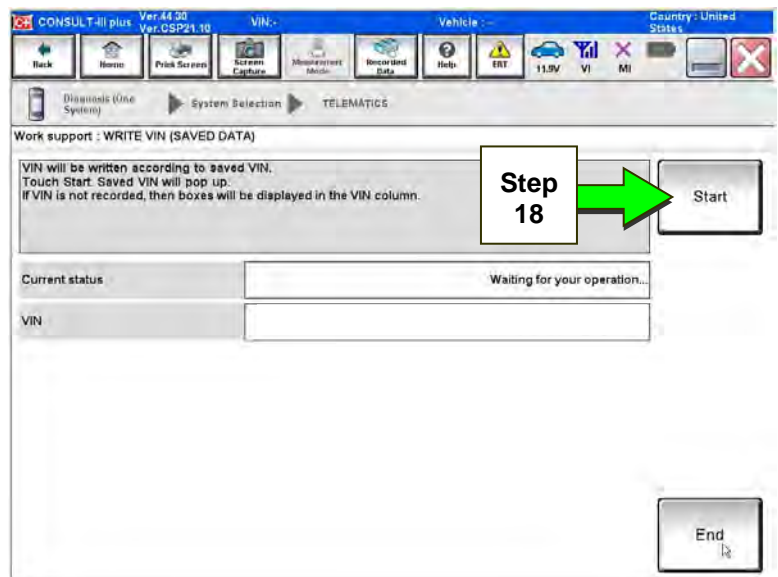 CONSULT-III plus Ver.44.30 Ver.CSP21.10 VIN:- Vehicle : - Country : United States
Back Home Print Screen Screen Capture Measurement Mode Recorded Data Help ERT 11.9V VI MI
Diagnosis (One System) System Selection TELEMATICS
Work support : WRITE VIN (SAVED DATA)
VIN will be written according to saved VIN.
Touch Start. Saved VIN will pop up.
If VIN is not recorded, then boxes will be displayed in the VIN column.
Step
18
Start
Current status Waiting for your operation...
VIN
End